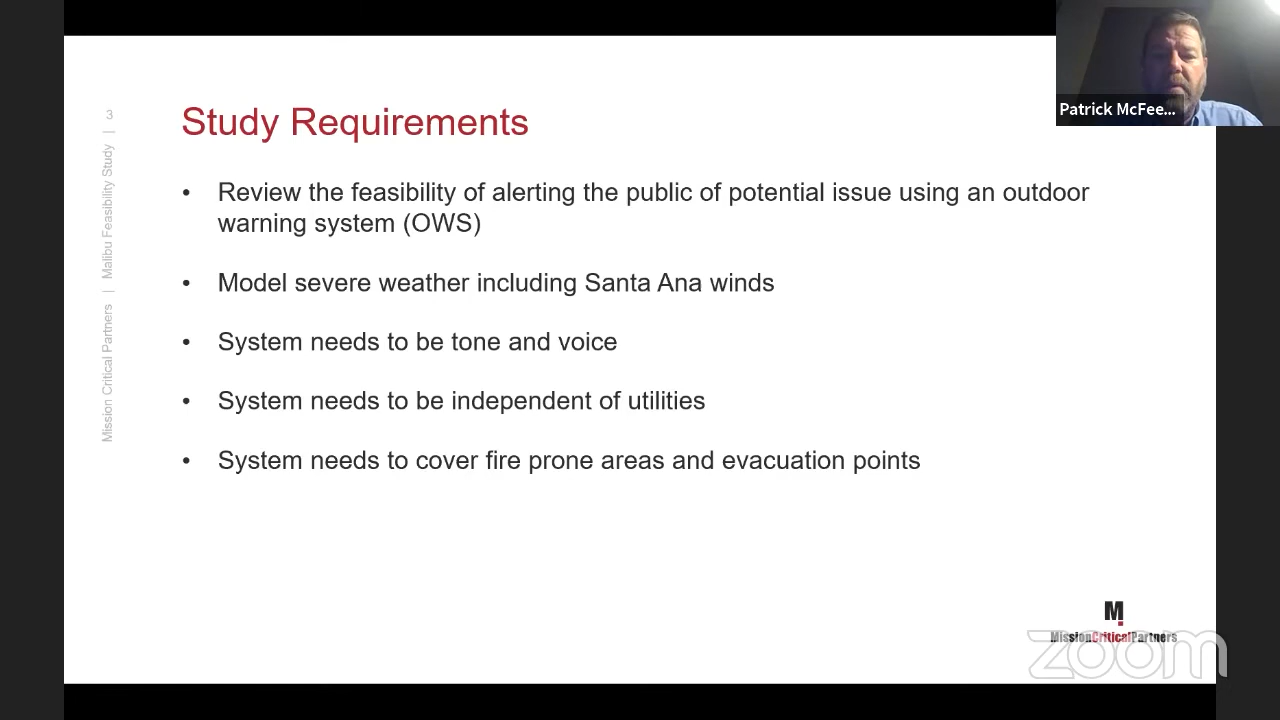 Patrick McFee...
3
Mission Critical Partners | Malibu Feasibility Study |
Study Requirements
• Review the feasibility of alerting the public of potential issue using an outdoor
warning system (OWS)
• Model severe weather including Santa Ana winds
• System needs to be tone and voice
• System needs to be independent of utilities
• System needs to cover fire prone areas and evacuation points
M
MissionCriticalPartners
zoom